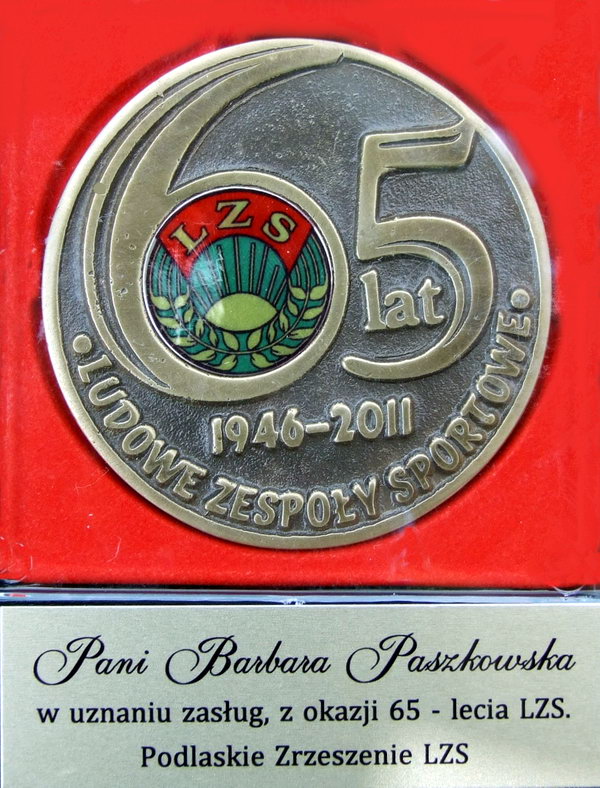 65
lat
LZS
1946-2011
• LUDOWE ZESPOŁY SPORTOWE •
Pani Barbara Paszkowska
w uznaniu zasług, z okazji 65 - lecia LZS.
Podlaskie Zrzeszenie LZS